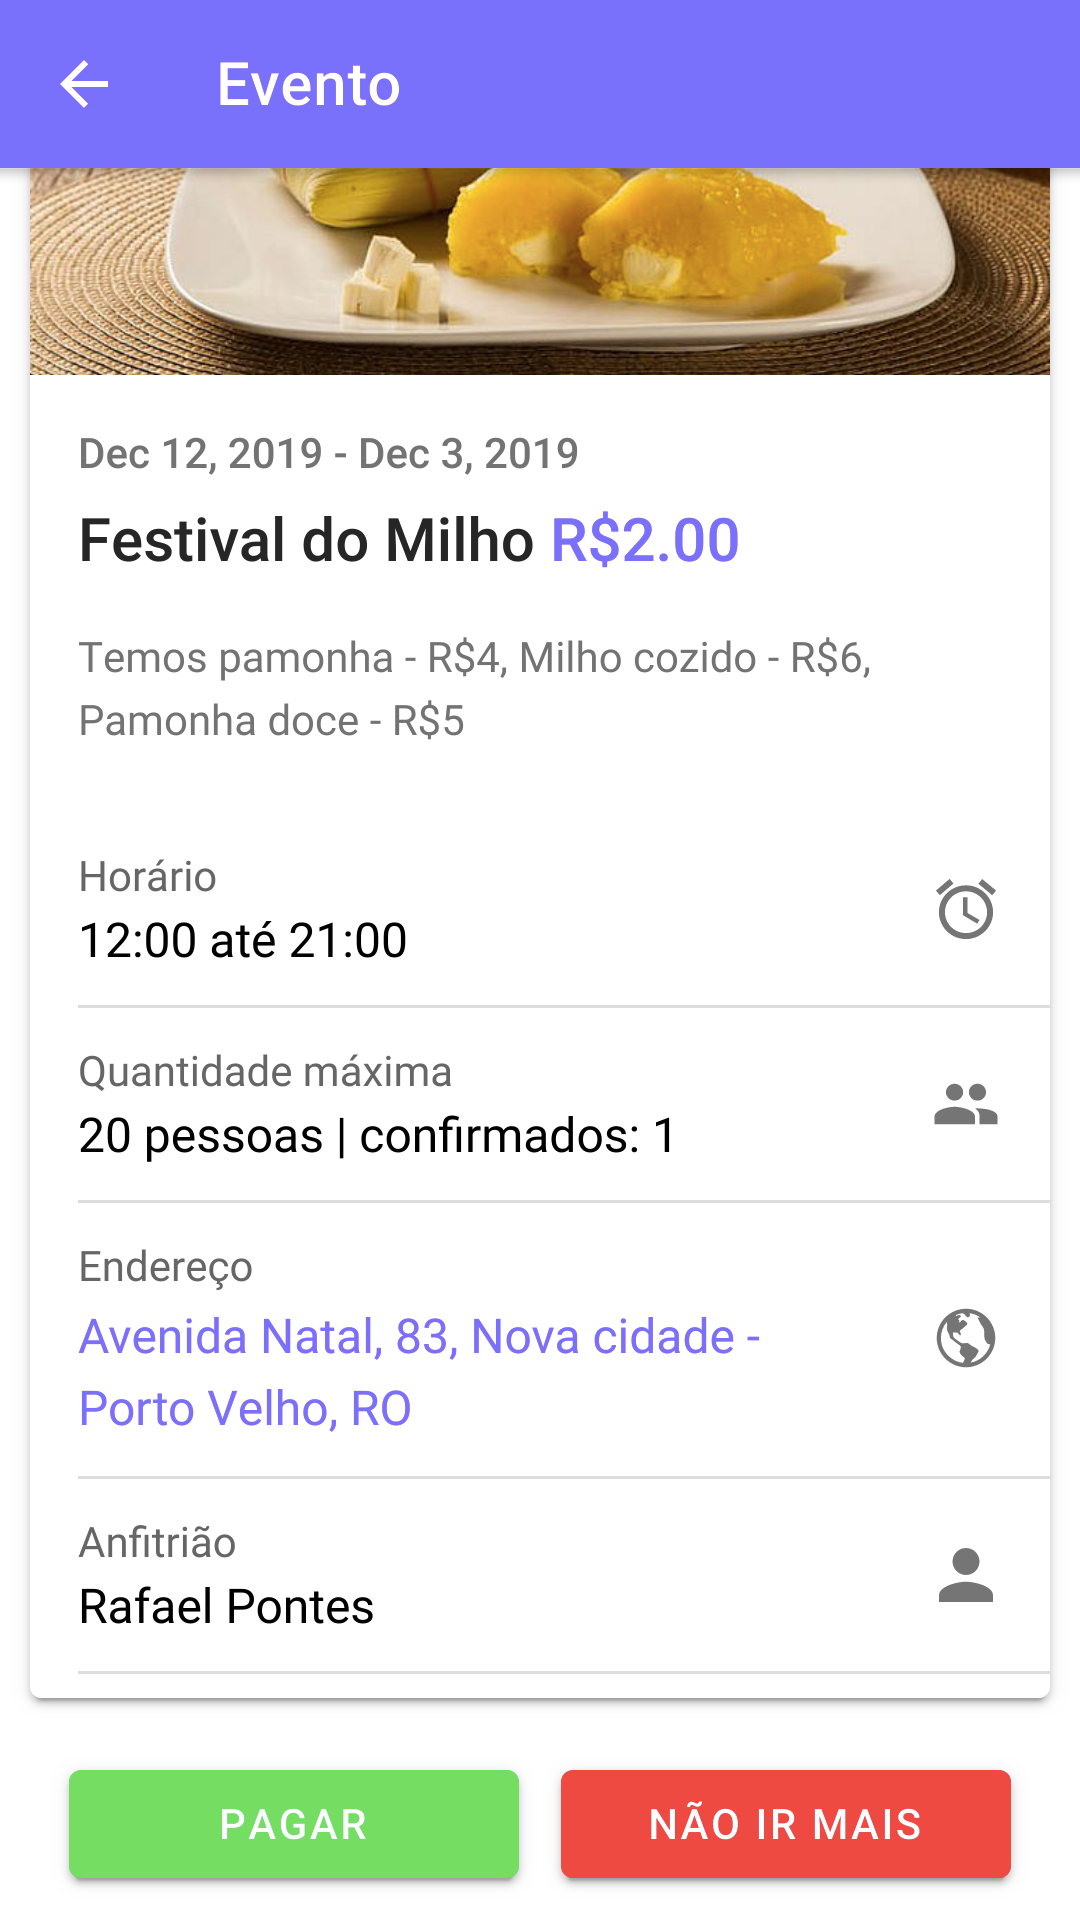 Evento
Dec 12, 2019 - Dec 3, 2019
Festival do Milho R$2.00
Temos pamonha - R$4, Milho cozido - R$6,
Pamonha doce - R$5
Horário
12:00 até 21:00
Quantidade máxima
20 pessoas | confirmados: 1
Endereço
Avenida Natal, 83, Nova cidade -
Porto Velho, RO
Anfitrião
Rafael Pontes
PAGAR
NÃO IR MAIS